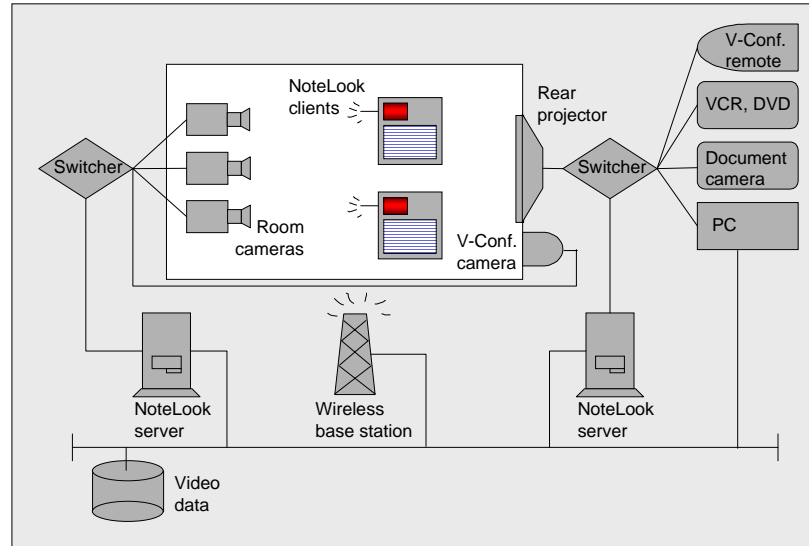 V-Conf.
remote
NoteLook
clients
Rear
projector
VCR, DVD
Switcher
Switcher
Document
camera
Room
cameras
V-Conf.
camera
PC
NoteLook
server
Wireless
base station
NoteLook
server
Video
data